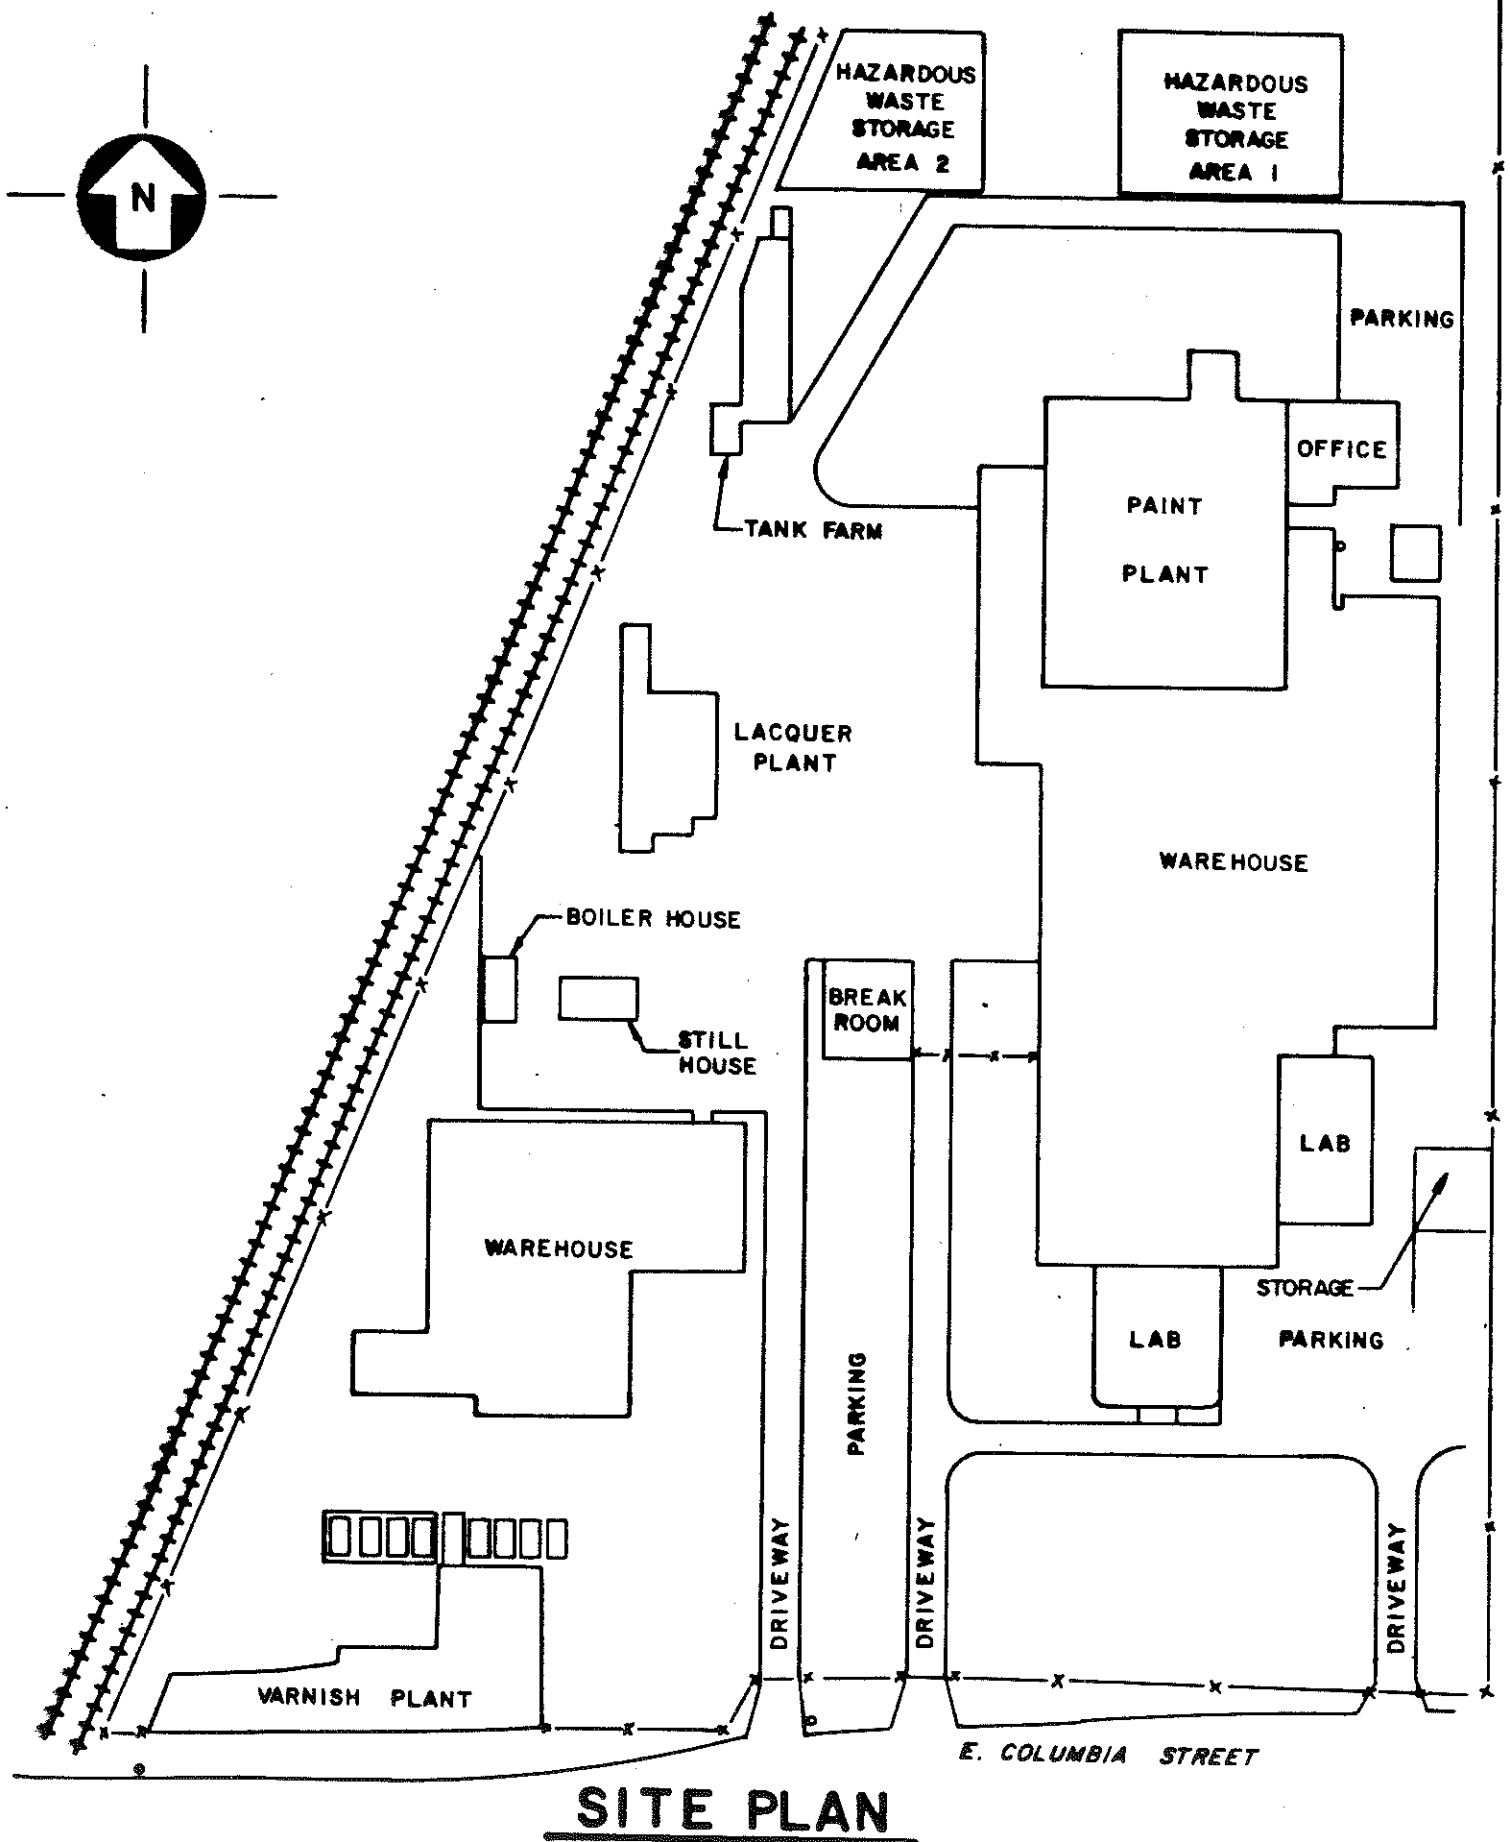 HAZARDOUS
WASTE
STORAGE
AREA 2
HAZARDOUS
WASTE
STORAGE
AREA 1
N
PARKING
OFFICE
PAINT
PLANT
TANK FARM
LACQUER
PLANT
WAREHOUSE
BOILER HOUSE
BREAK
ROOM
STILL
HOUSE
LAB
WAREHOUSE
STORAGE
LAB
PARKING
PARKING
DRIVEWAY
DRIVEWAY
DRIVEWAY
VARNISH PLANT
E. COLUMBIA STREET
SITE PLAN